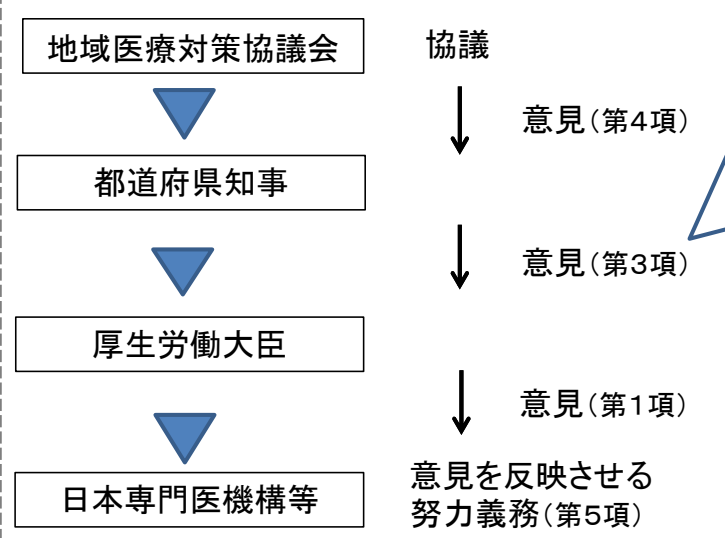 地域医療対策協議会
協議
意見(第4項)
都道府県知事
意見(第3項)
厚生労働大臣
意見(第1項)
日本専門医機構等
意見を反映させる
努力義務(第5項)